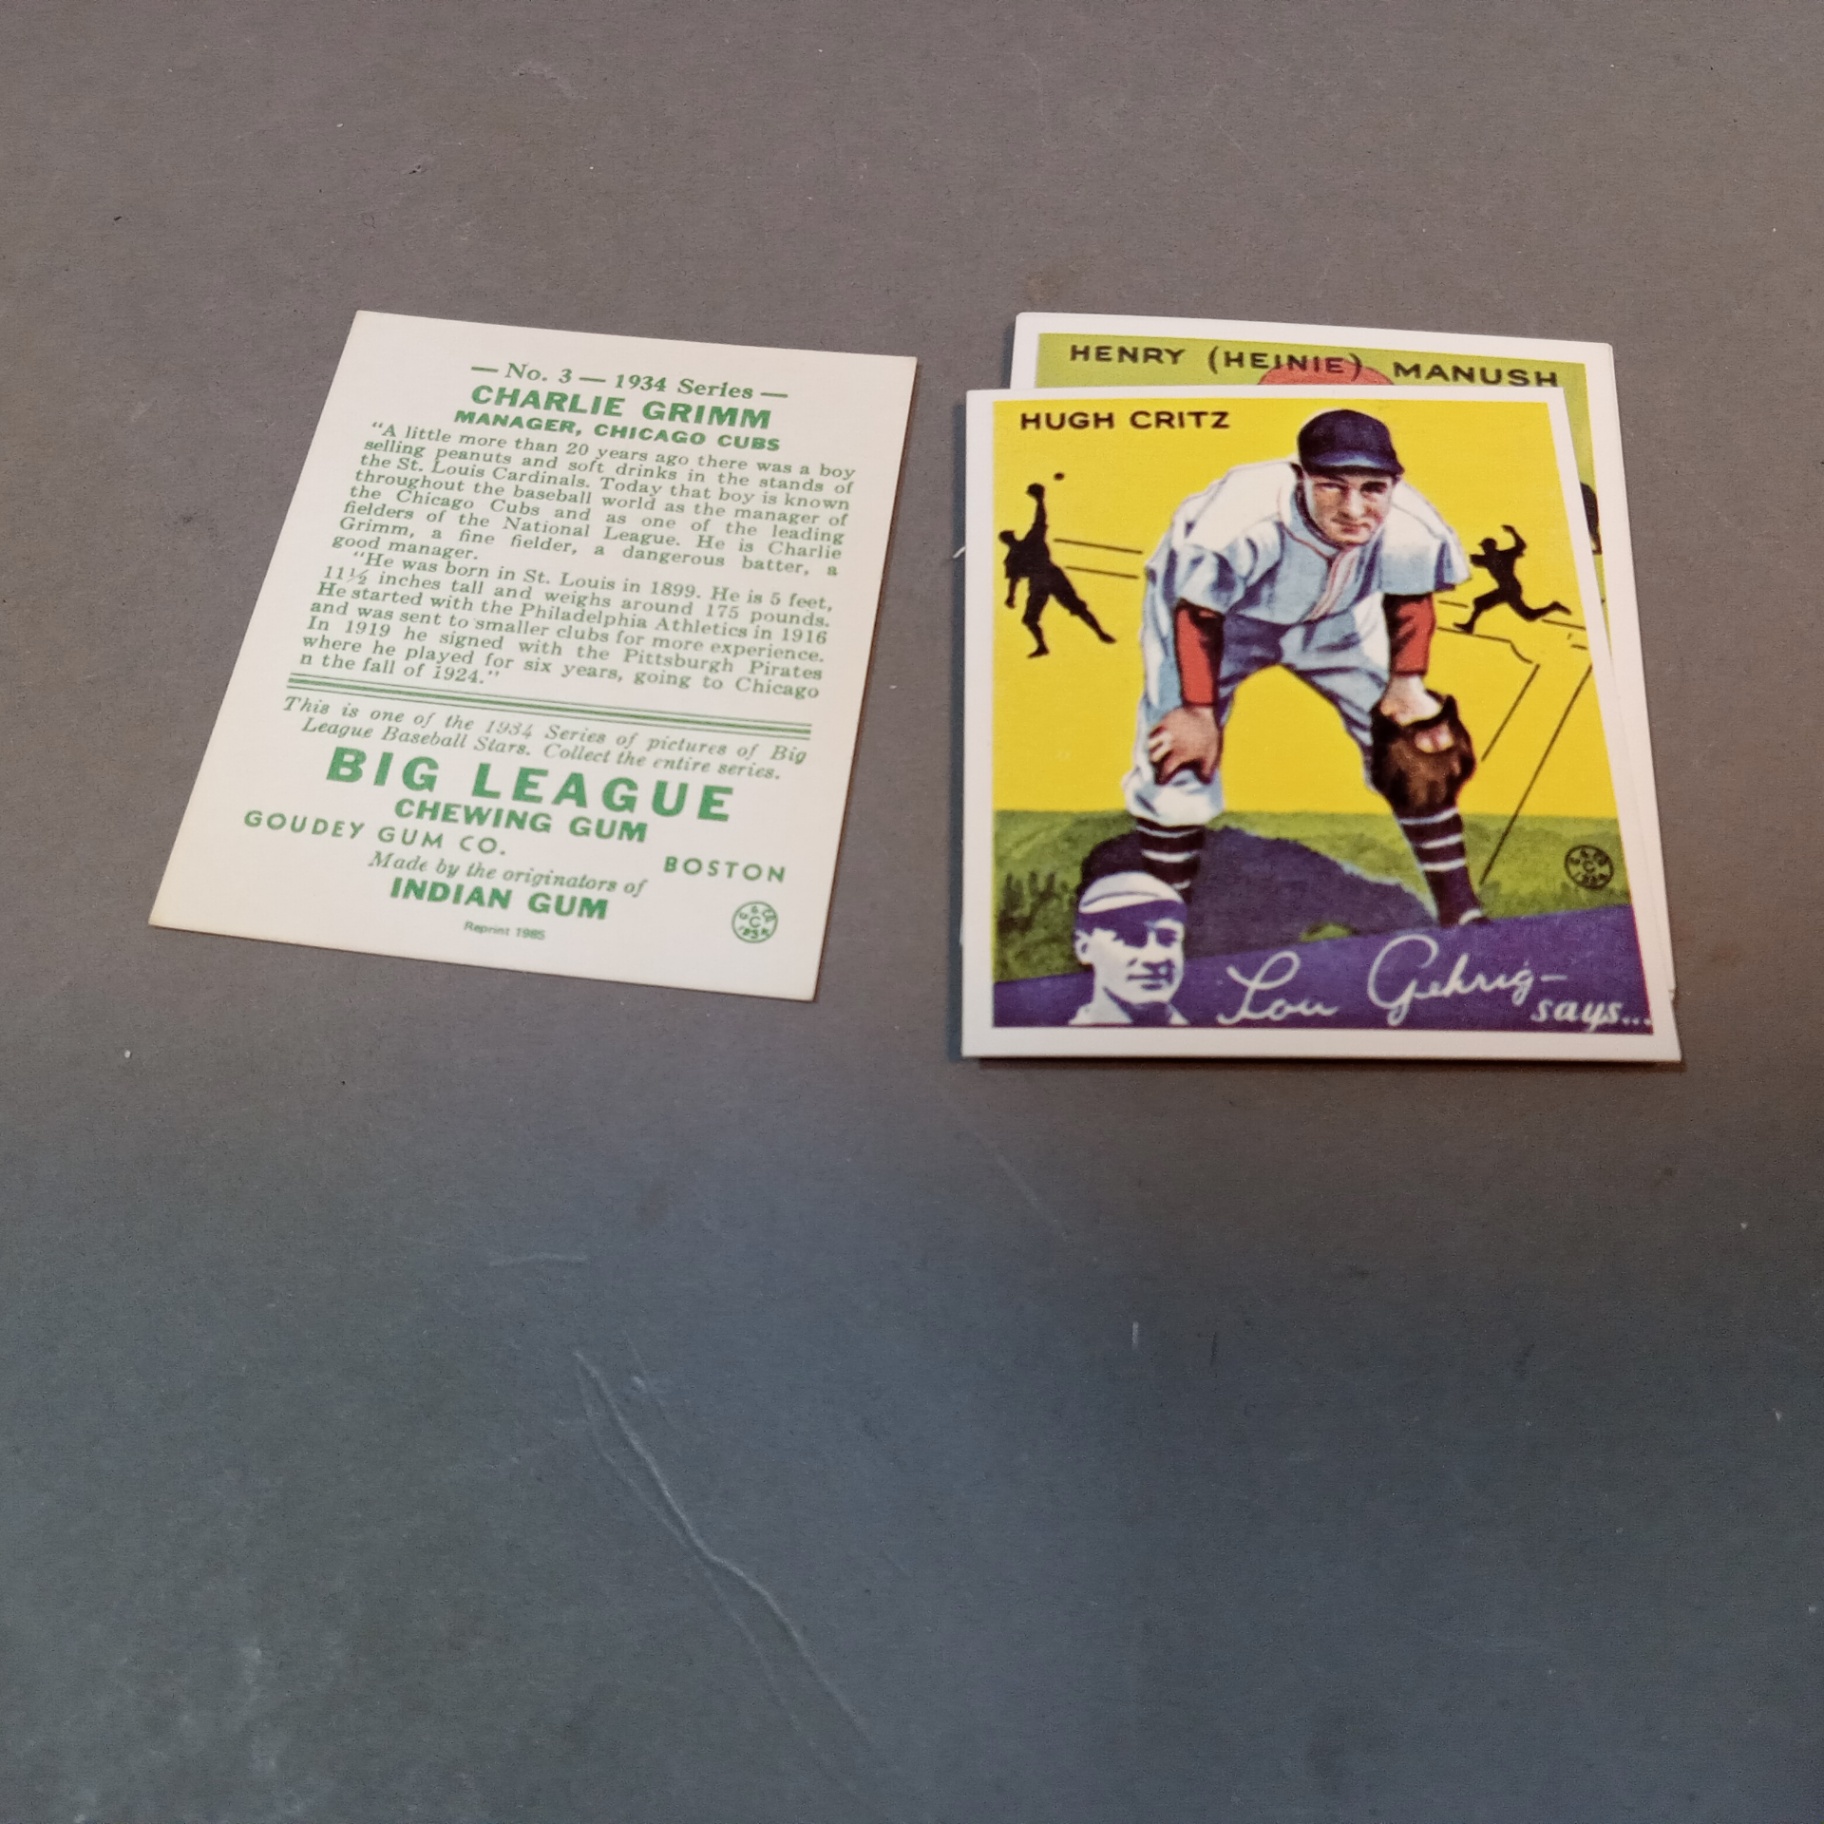 — No. 3 — 1934 Series —
CHARLIE GRIMM
MANAGER, CHICAGO CUBS
"A little more than 20 years ago there was a boy
selling peanuts and soft drinks in the stands of
the St. Louis Cardinals. Today that boy is known
throughout the baseball world as the manager of
the Chicago Cubs and as one of the leading
fielders of the National League. He is Charlie
Grimm, a fine fielder, a dangerous batter, a
good manager.
"He was born in St. Louis in 1899. He is 5 feet,
11½ inches tall and weighs around 175 pounds.
He started with the Philadelphia Athletics in 1916
and was sent to smaller clubs for more experience.
In 1919 he signed with the Pittsburgh Pirates
where he played for six years, going to Chicago
n the fall of 1924."
This is one of the 1934 Series of pictures of Big
League Baseball Stars. Collect the entire series.
BIG LEAGUE
CHEWING GUM
GOUDEY GUM CO. BOSTON
Made by the originators of
INDIAN GUM
Reprint 1985
HENRY (HEINIE) MANUSH
HUGH CRITZ
Lou Gehrig—
says...